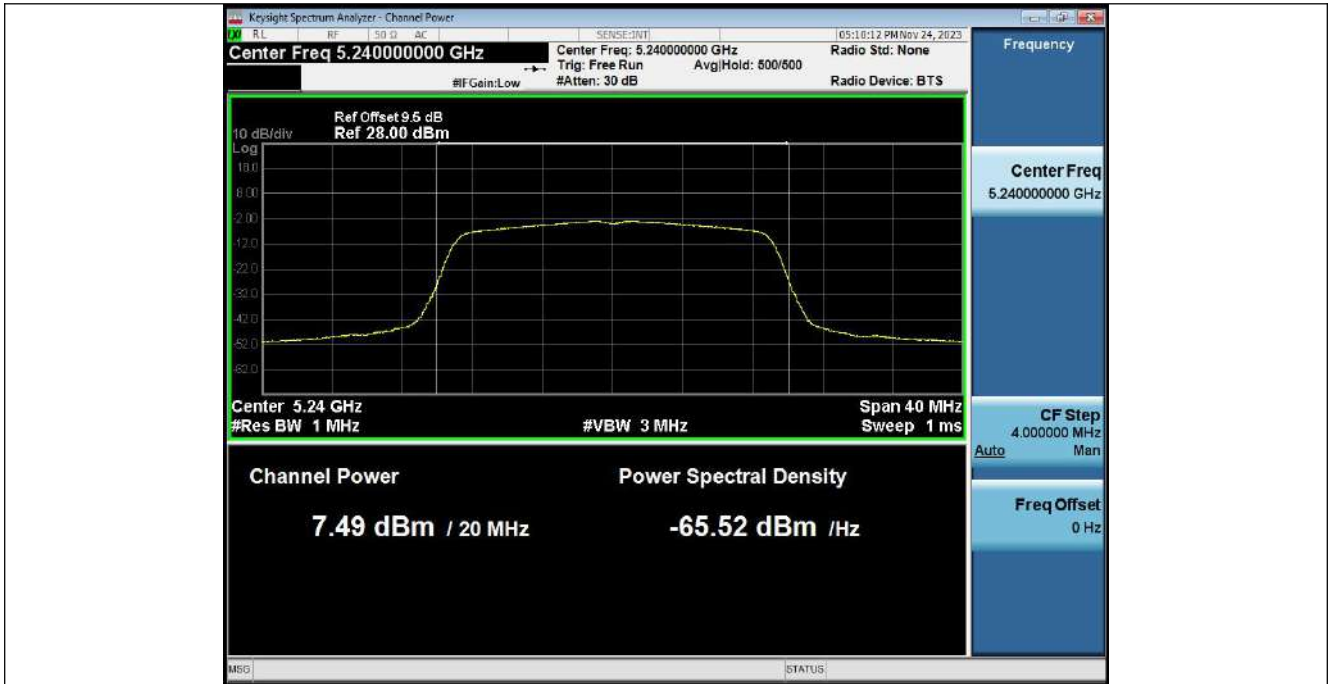 Keysight Spectrum Analyzer - Channel Power
RL RF 50 Ω AC SENSE:INT 05:10:12 PM Nov 24, 2023
Center Freq 5.240000000 GHz
Center Freq: 5.240000000 GHz Radio Std: None
Trig: Free Run Avg|Hold: 500/500
#IFGain:Low #Atten: 30 dB Radio Device: BTS
Frequency
Ref Offset 9.5 dB
10 dB/div Ref 28.00 dBm
Log
18.0
8.00
-2.00
-12.0
-22.0
-32.0
-42.0
-52.0
-62.0
Center 5.24 GHz Span 40 MHz
#Res BW 1 MHz #VBW 3 MHz Sweep 1 ms
Channel Power Power Spectral Density
7.49 dBm / 20 MHz -65.52 dBm /Hz
Center Freq
5.240000000 GHz
CF Step
4.000000 MHz
Auto Man
Freq Offset
0 Hz
MSG STATUS